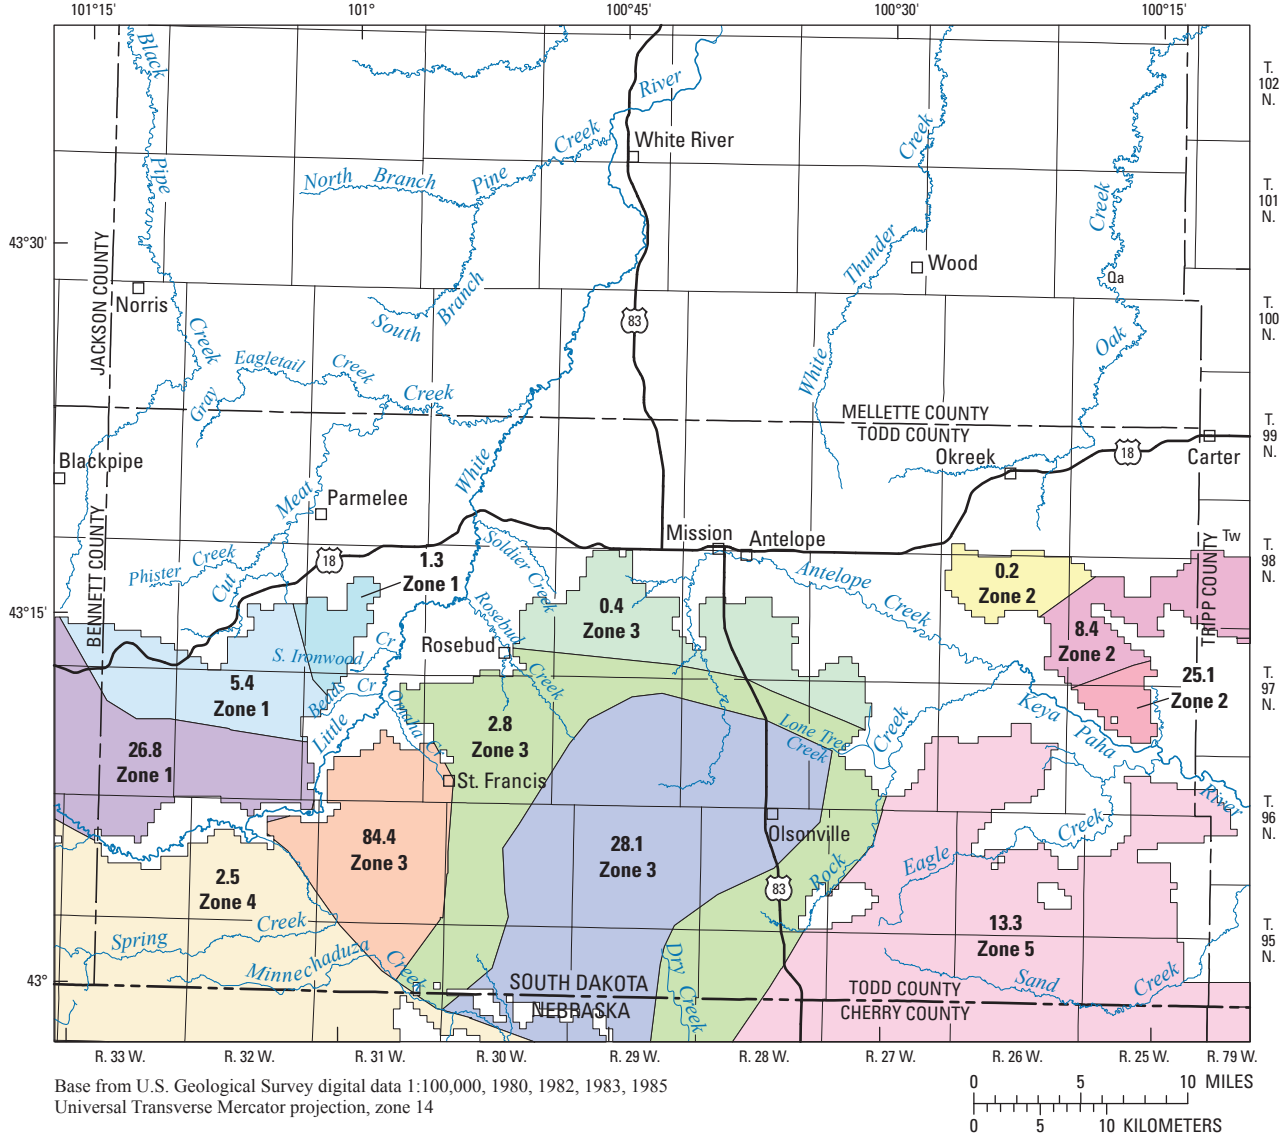 101°15' 101° 100°45' 100°30' 100°15'
Black
Pipe
Creek
River
Creek
White River
Pine
North Branch
South
Branch
Creek
Thunder
White
Wood
Creek
Oak
Qa
T. 102 N.
T. 101 N.
T. 100 N.
T. 99 N.
T. 98 N.
T. 97 N.
T. 96 N.
T. 95 N.
43°30'
43°15'
43°
JACKSON COUNTY
BENNETT COUNTY
Norris
83
Eagletail
Creek
Gray
Creek
MELLETTE COUNTY
TODD COUNTY
Okreek
18
Carter
Blackpipe
Parmelee
Meat
White
Cut
Phister Creek
18
1.3
Zone 1
Soldier Creek
Mission
Antelope
Antelope
Creek
Tw
TRIPP COUNTY
0.2
Zone 2
0.4
Zone 3
8.4
Zone 2
25.1
Zone 2
Rosebud
Rosebud
Creek
S. Ironwood
Cr
Beads
Cr
Little
Omaha Cr
5.4
Zone 1
26.8
Zone 1
2.8
Zone 3
St. Francis
Lone Tree
Creek
Creek
Rock
Keya
Paha
River
84.4
Zone 3
28.1
Zone 3
Olsonville
83
Eagle
Creek
2.5
Zone 4
13.3
Zone 5
Spring
Creek
Minnechaduza
Creek
Dry
Creek
Sand
Creek
SOUTH DAKOTA
NEBRASKA
TODD COUNTY
CHERRY COUNTY
R. 33 W. R. 32 W. R. 31 W. R. 30 W. R. 29 W. R. 28 W. R. 27 W. R. 26 W. R. 25 W. R. 79 W.
Base from U.S. Geological Survey digital data 1:100,000, 1980, 1982, 1983, 1985
Universal Transverse Mercator projection, zone 14
0 5 10 MILES
0 5 10 KILOMETERS